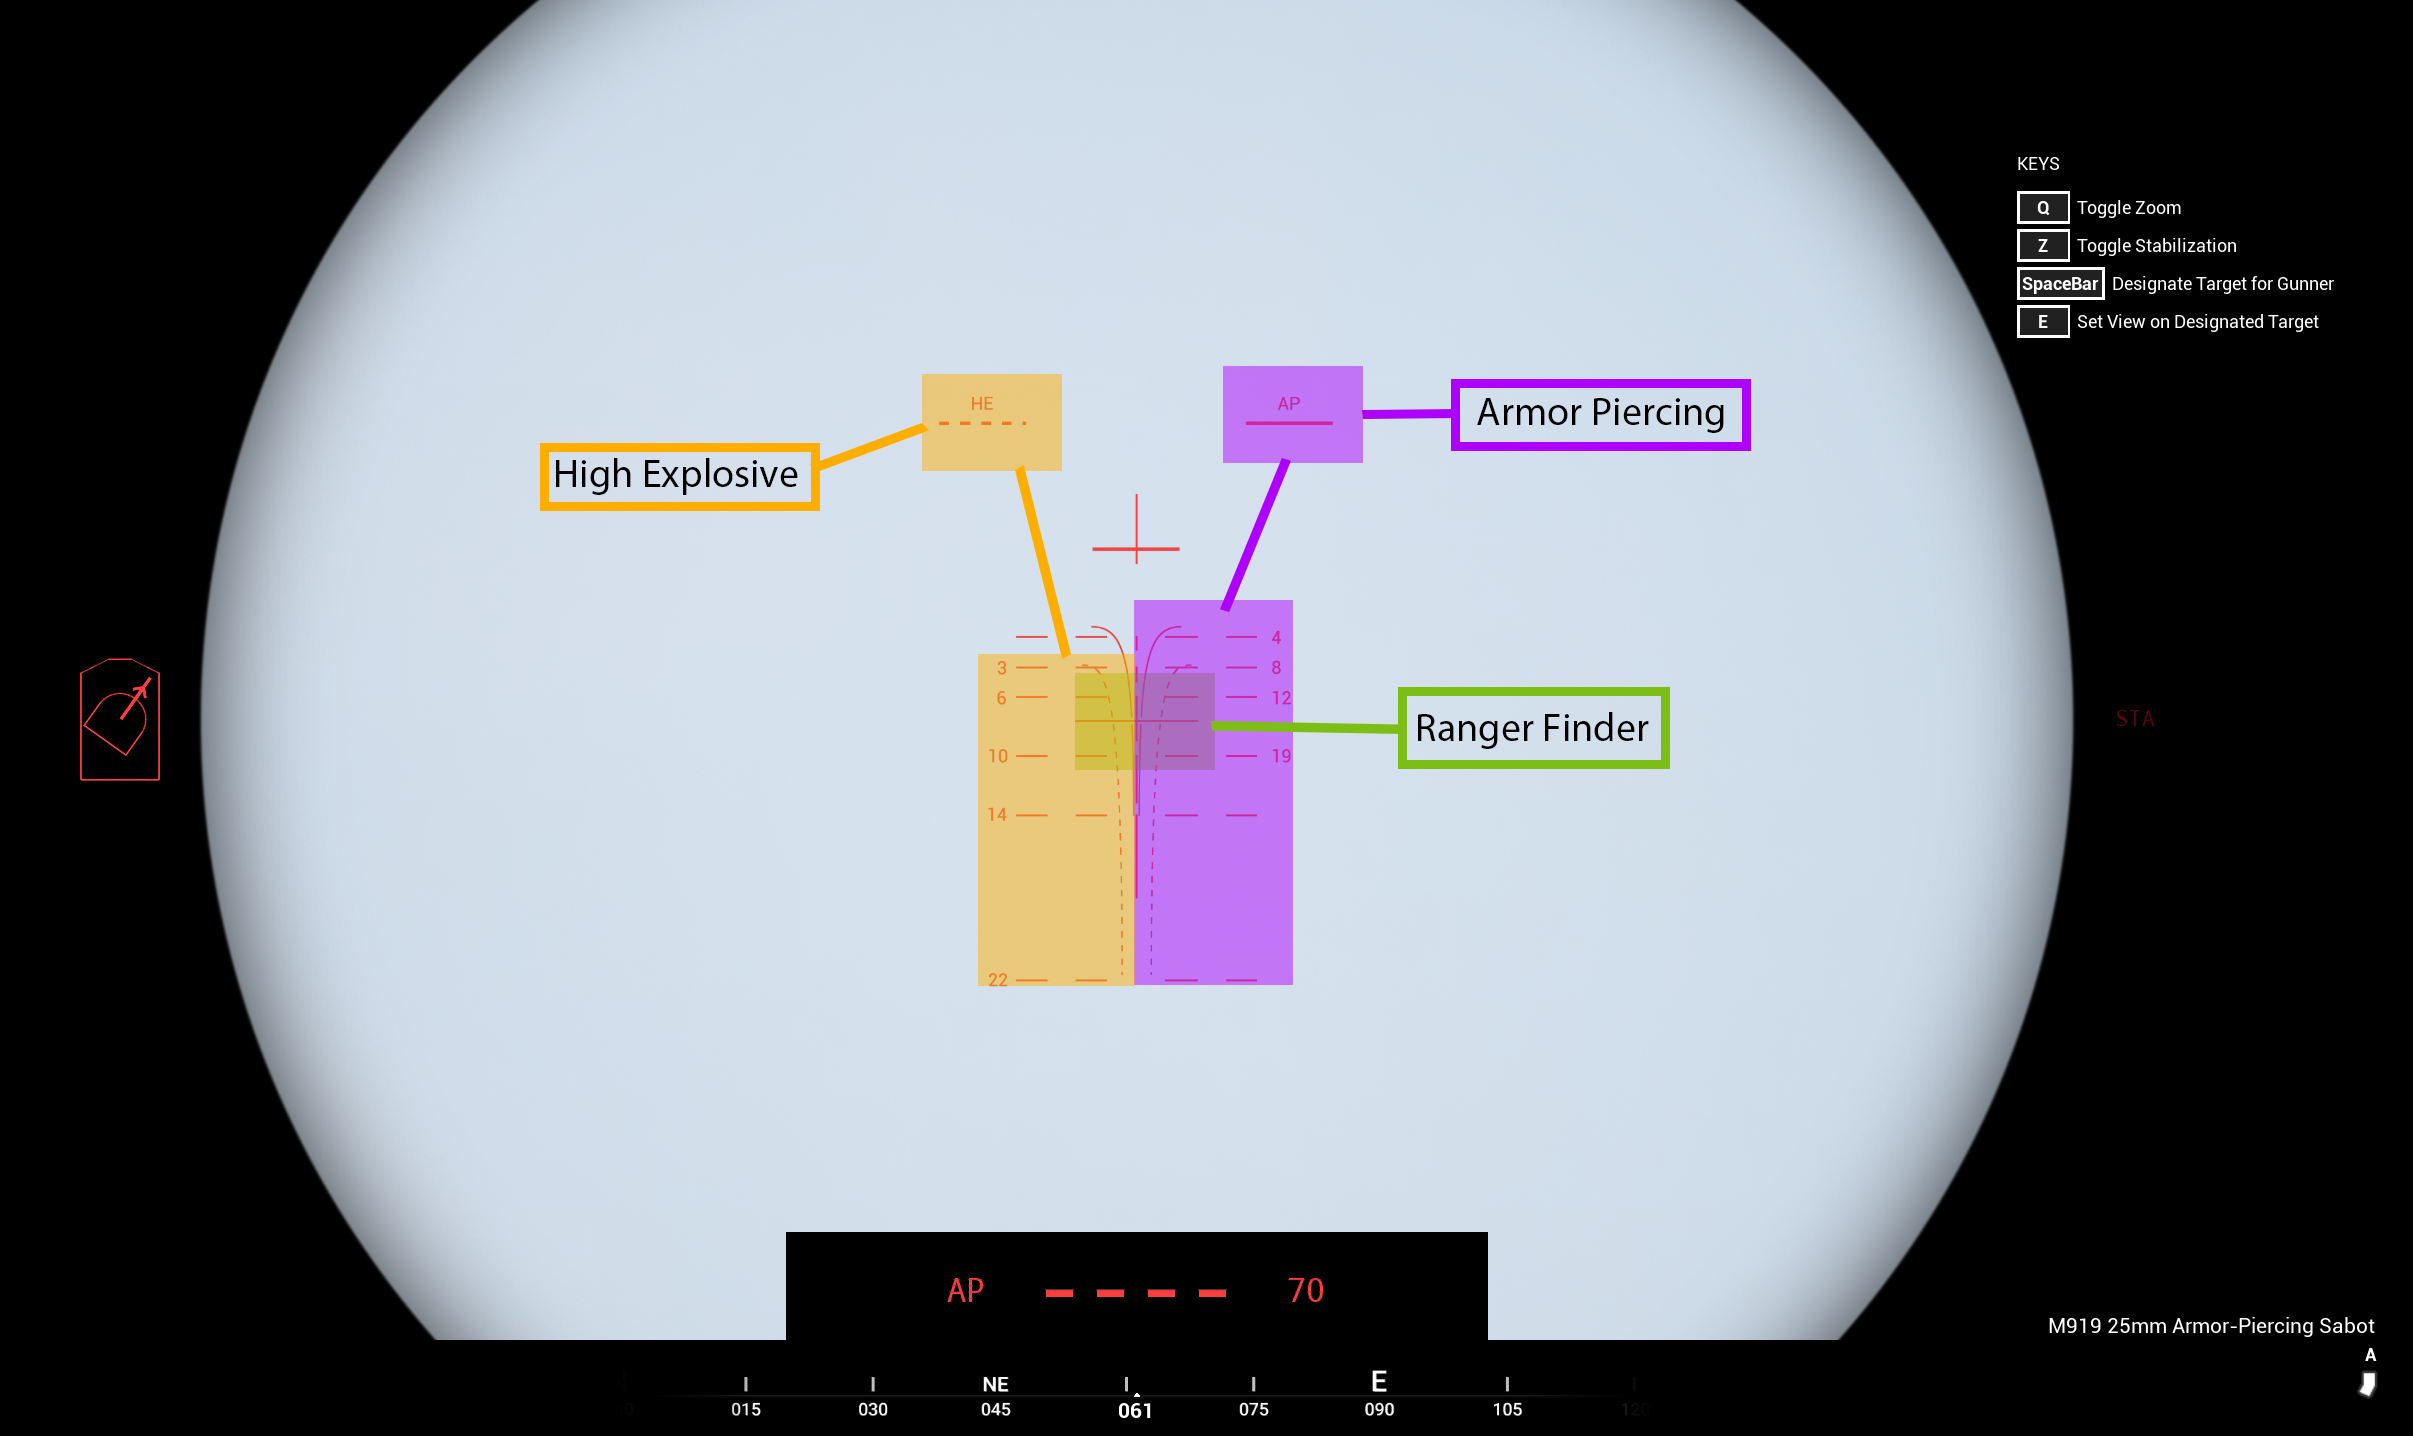 KEYS
Q Toggle Zoom
Z Toggle Stabilization
SpaceBar Designate Target for Gunner
E Set View on Designated Target
HE
AP
Armor Piercing
High Explosive
4
3 8
6 12
Ranger Finder
STA
10 19
14
22
AP 70
M919 25mm Armor-Piercing Sabot
A
NE E
0 015 030 045 061 075 090 105 120